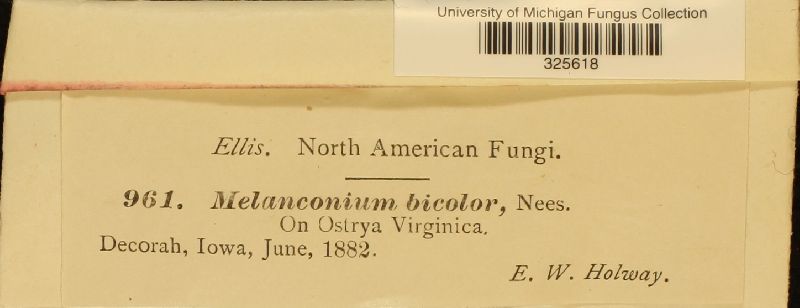 University of Michigan Fungus Collection
325618
Ellis. North American Fungi.
961. Melanconium bicolor, Nees.
On Ostrya Virginica.
Decorah, Iowa, June, 1882.
E. W. Holway.